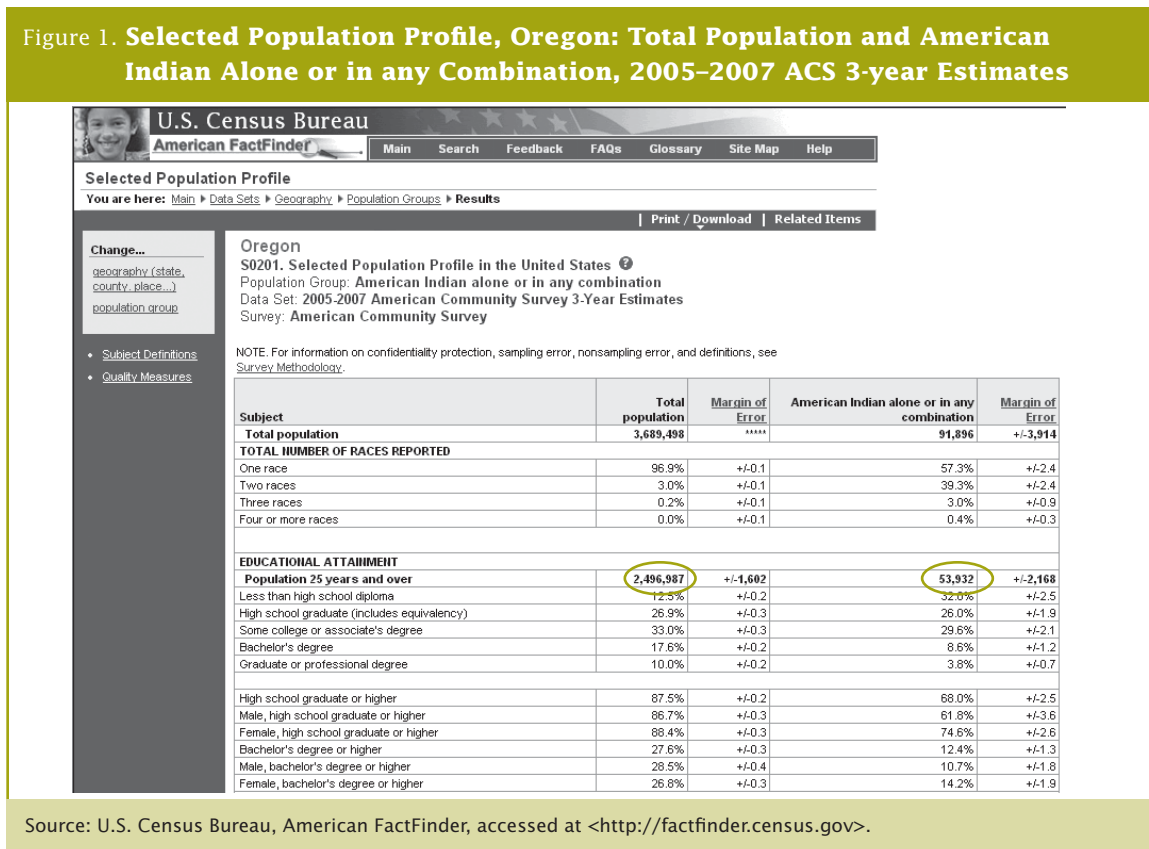 Figure 1. Selected Population Profile, Oregon: Total Population and American
Indian Alone or in any Combination, 2005–2007 ACS 3-year Estimates
U.S. Census Bureau
American FactFinder
Main Search Feedback FAQs Glossary Site Map Help
Selected Population Profile
You are here: Main ▶ Data Sets ▶ Geography ▶ Population Groups ▶ Results
| Print / Download | Related Items
Change...
geography (state,
county, place...)
population group
• Subject Definitions
• Quality Measures
Oregon
S0201. Selected Population Profile in the United States
Population Group: American Indian alone or in any combination
Data Set: 2005-2007 American Community Survey 3-Year Estimates
Survey: American Community Survey
NOTE. For information on confidentiality protection, sampling error, nonsampling error, and definitions, see
Survey Methodology.
Subject Total population Margin of Error American Indian alone or in any combination Margin of Error
Total population 3,689,498 ***** 91,896 +/-3,914
TOTAL NUMBER OF RACES REPORTED
One race 96.9% +/-0.1 57.3% +/-2.4
Two races 3.0% +/-0.1 39.3% +/-2.4
Three races 0.2% +/-0.1 3.0% +/-0.9
Four or more races 0.0% +/-0.1 0.4% +/-0.3
EDUCATIONAL ATTAINMENT
Population 25 years and over 2,496,987 +/-1,602 53,932 +/-2,168
Less than high school diploma 12.5% +/-0.2 32.0% +/-2.5
High school graduate (includes equivalency) 26.9% +/-0.3 26.0% +/-1.9
Some college or associate's degree 33.0% +/-0.3 29.6% +/-2.1
Bachelor's degree 17.6% +/-0.2 8.6% +/-1.2
Graduate or professional degree 10.0% +/-0.2 3.8% +/-0.7
High school graduate or higher 87.5% +/-0.2 68.0% +/-2.5
Male, high school graduate or higher 86.7% +/-0.3 61.8% +/-3.6
Female, high school graduate or higher 88.4% +/-0.3 74.6% +/-2.6
Bachelor's degree or higher 27.6% +/-0.3 12.4% +/-1.3
Male, bachelor's degree or higher 28.5% +/-0.4 10.7% +/-1.8
Female, bachelor's degree or higher 26.8% +/-0.3 14.2% +/-1.9
Source: U.S. Census Bureau, American FactFinder, accessed at <http://factfinder.census.gov>.